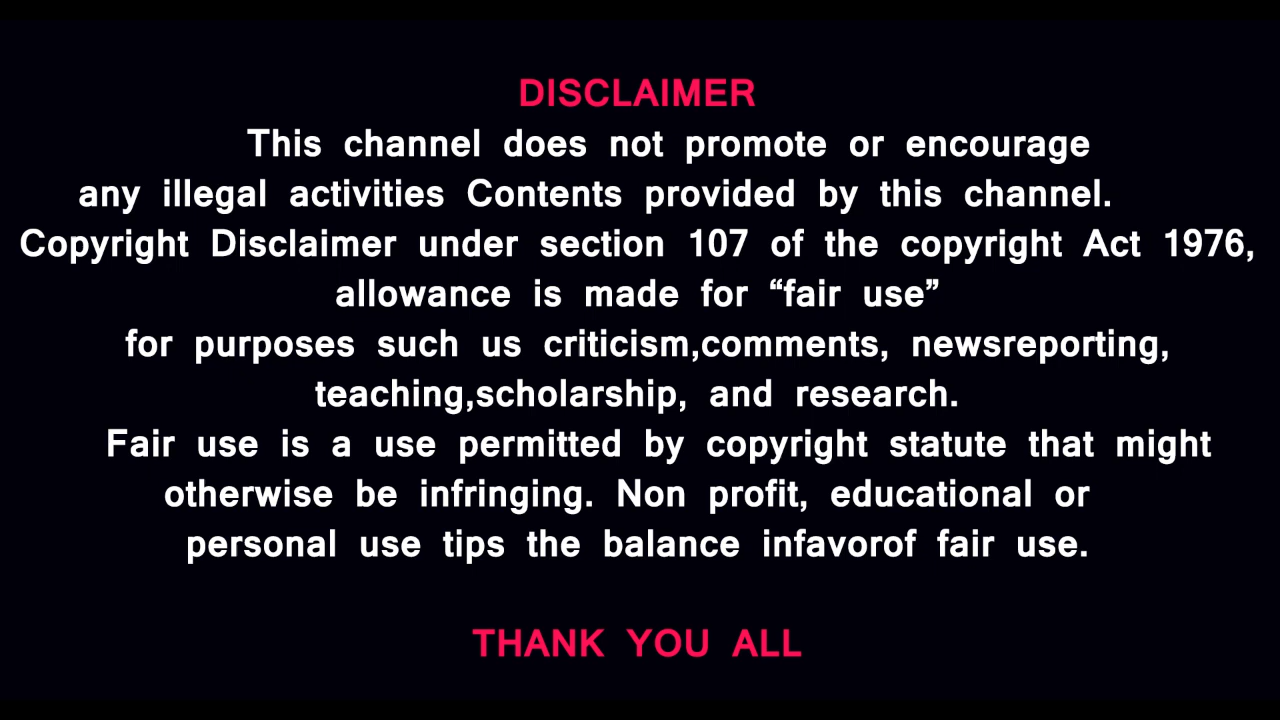 DISCLAIMER
This channel does not promote or encourage
any illegal activities Contents provided by this channel.
Copyright Disclaimer under section 107 of the copyright Act 1976,
allowance is made for “fair use”
for purposes such us criticism,comments, newsreporting,
teaching,scholarship, and research.
Fair use is a use permitted by copyright statute that might
otherwise be infringing. Non profit, educational or
personal use tips the balance infavorof fair use.
THANK YOU ALL